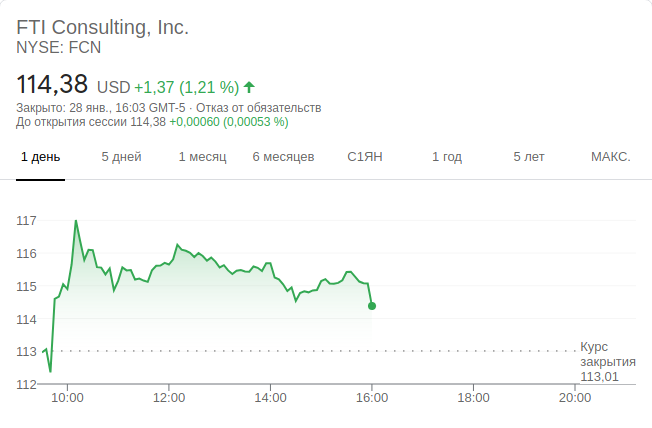 FTI Consulting, Inc.
NYSE: FCN
114,38 USD +1,37 (1,21 %)
Закрыто: 28 янв., 16:03 GMT-5 · Отказ от обязательств
До открытия сессии 114,38 +0,00060 (0,00053 %)
1 день 5 дней 1 месяц 6 месяцев С1ЯН 1 год 5 лет МАКС.
117
116
115
114
113
112
Курс
закрытия
113,01
10:00 12:00 14:00 16:00 18:00 20:00